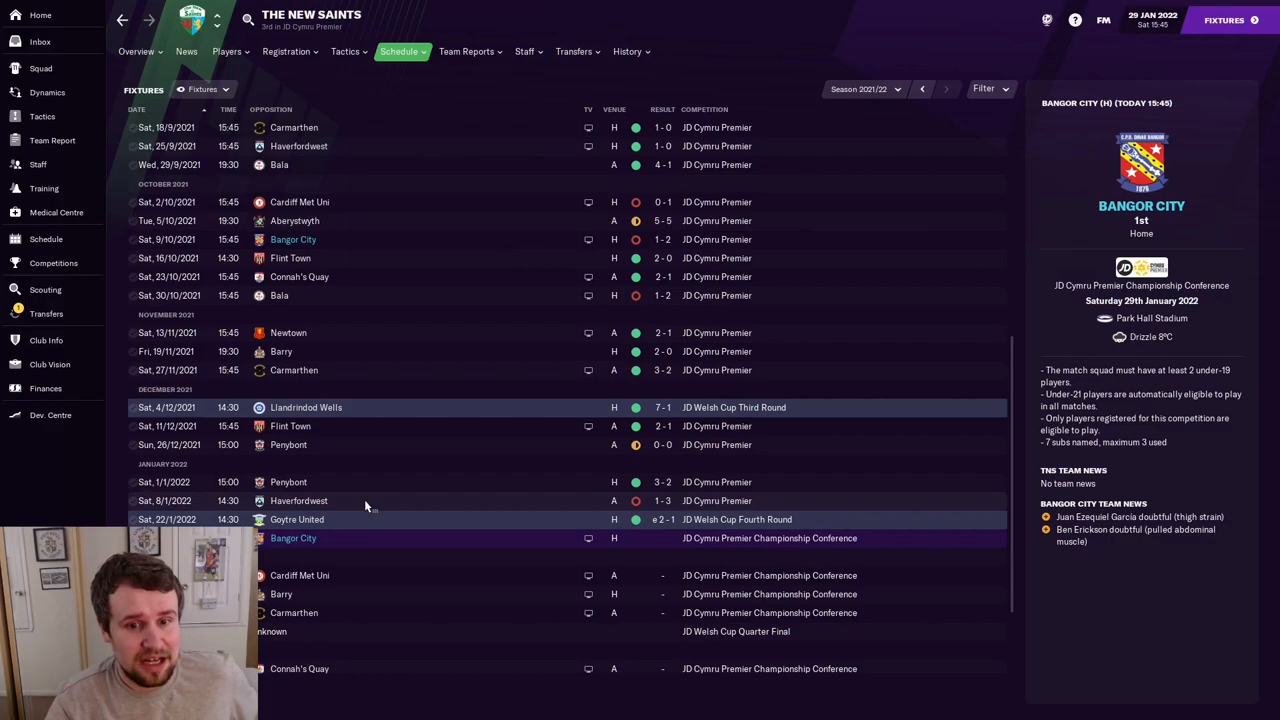 Home
Inbox
Squad
Dynamics
Tactics
Team Report
Staff
Training
Medical Centre
Schedule
Competitions
Scouting
1
Transfers
Club Info
Club Vision
Finances
Dev. Centre
THE NEW SAINTS
3rd in JD Cymru Premier
FM
29 JAN 2022
Sat 15:45
FIXTURES
Overview News Players Registration Tactics Schedule Team Reports Staff Transfers History
FIXTURES Fixtures Season 2021/22 Filter
DATE TIME OPPOSITION TV VENUE RESULT COMPETITION
Sat, 18/9/2021 15:45 Carmarthen H 1 - 0 JD Cymru Premier
Sat, 25/9/2021 15:45 Haverfordwest H 1 - 0 JD Cymru Premier
Wed, 29/9/2021 19:30 Bala A 4 - 1 JD Cymru Premier
OCTOBER 2021
Sat, 2/10/2021 15:45 Cardiff Met Uni H 0 - 1 JD Cymru Premier
Tue, 5/10/2021 19:30 Aberystwyth A 5 - 5 JD Cymru Premier
Sat, 9/10/2021 15:45 Bangor City H 1 - 2 JD Cymru Premier
Sat, 16/10/2021 14:30 Flint Town H 2 - 0 JD Cymru Premier
Sat, 23/10/2021 15:45 Connah's Quay A 2 - 1 JD Cymru Premier
Sat, 30/10/2021 15:45 Bala H 1 - 2 JD Cymru Premier
NOVEMBER 2021
Sat, 13/11/2021 15:45 Newtown A 2 - 1 JD Cymru Premier
Fri, 19/11/2021 19:30 Barry H 2 - 0 JD Cymru Premier
Sat, 27/11/2021 15:45 Carmarthen A 3 - 2 JD Cymru Premier
DECEMBER 2021
Sat, 4/12/2021 14:30 Llandrindod Wells H 7 - 1 JD Welsh Cup Third Round
Sat, 11/12/2021 15:45 Flint Town A 2 - 1 JD Cymru Premier
Sun, 26/12/2021 15:00 Penybont A 0 - 0 JD Cymru Premier
JANUARY 2022
Sat, 1/1/2022 15:00 Penybont H 3 - 2 JD Cymru Premier
Sat, 8/1/2022 14:30 Haverfordwest A 1 - 3 JD Cymru Premier
Sat, 22/1/2022 14:30 Goytre United H e 2 - 1 JD Welsh Cup Fourth Round
Bangor City H JD Cymru Premier Championship Conference
Cardiff Met Uni A - JD Cymru Premier Championship Conference
Barry H - JD Cymru Premier Championship Conference
Carmarthen A - JD Cymru Premier Championship Conference
nknown JD Welsh Cup Quarter Final
Connah's Quay A - JD Cymru Premier Championship Conference
BANGOR CITY (H) (TODAY 15:45)
1876
BANGOR CITY
1st
Home
JD CYMRU PREMIER
JD Cymru Premier Championship Conference
Saturday 29th January 2022
Park Hall Stadium
Drizzle 8°C
- The match squad must have at least 2 under-19
players.
- Under-21 players are automatically eligible to play
in all matches.
- Only players registered for this competition are
eligible to play.
- 7 subs named, maximum 3 used
TNS TEAM NEWS
No team news
BANGOR CITY TEAM NEWS
Juan Ezequiel García doubtful (thigh strain)
Ben Erickson doubtful (pulled abdominal
muscle)